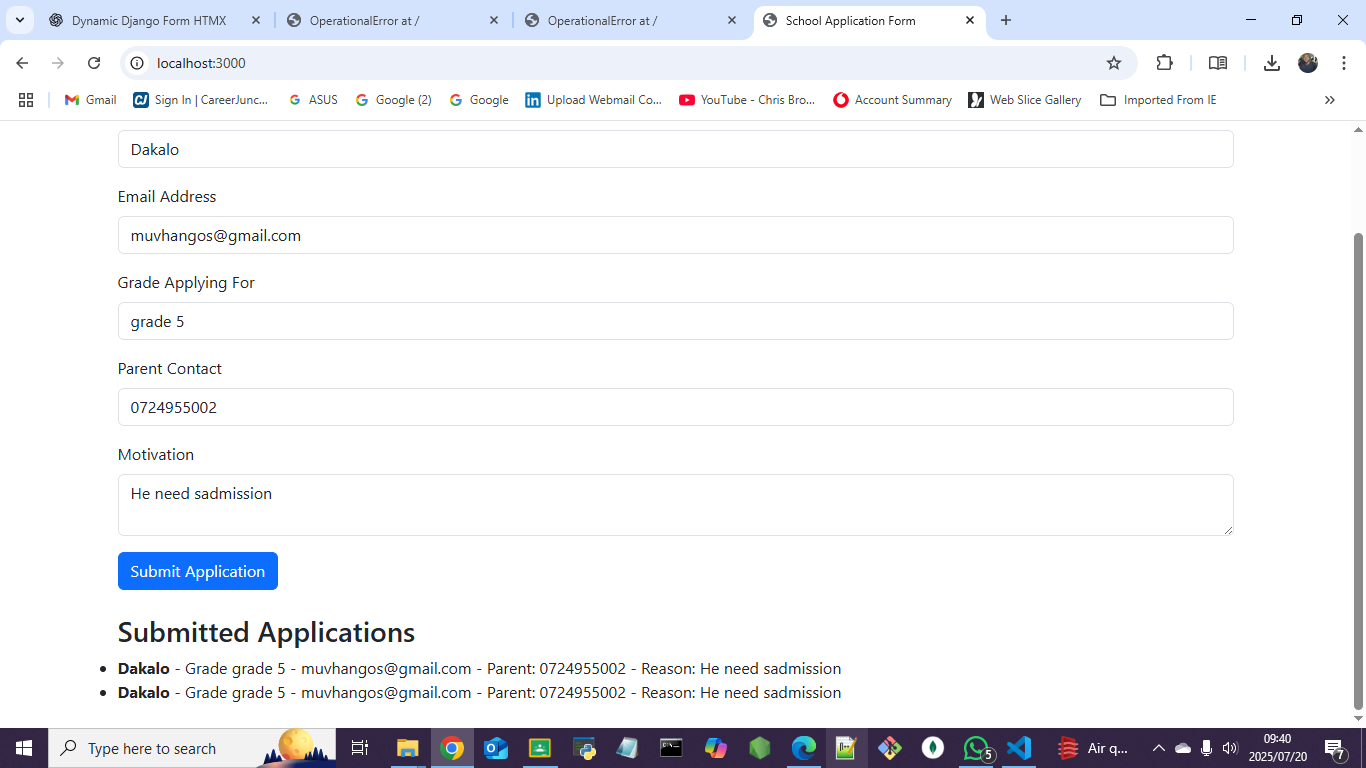 Dynamic Django Form HTMX
OperationalError at /
OperationalError at /
School Application Form
localhost:3000
Gmail
Sign In | CareerJunc...
ASUS
Google (2)
Google
Upload Webmail Co...
YouTube - Chris Bro...
Account Summary
Web Slice Gallery
Imported From IE
Dakalo
Email Address
muvhangos@gmail.com
Grade Applying For
grade 5
Parent Contact
0724955002
Motivation
He need sadmission
Submit Application
Submitted Applications
Dakalo - Grade grade 5 - muvhangos@gmail.com - Parent: 0724955002 - Reason: He need sadmission
Dakalo - Grade grade 5 - muvhangos@gmail.com - Parent: 0724955002 - Reason: He need sadmission
Type here to search
5
Air q...
09:40
2025/07/20
7